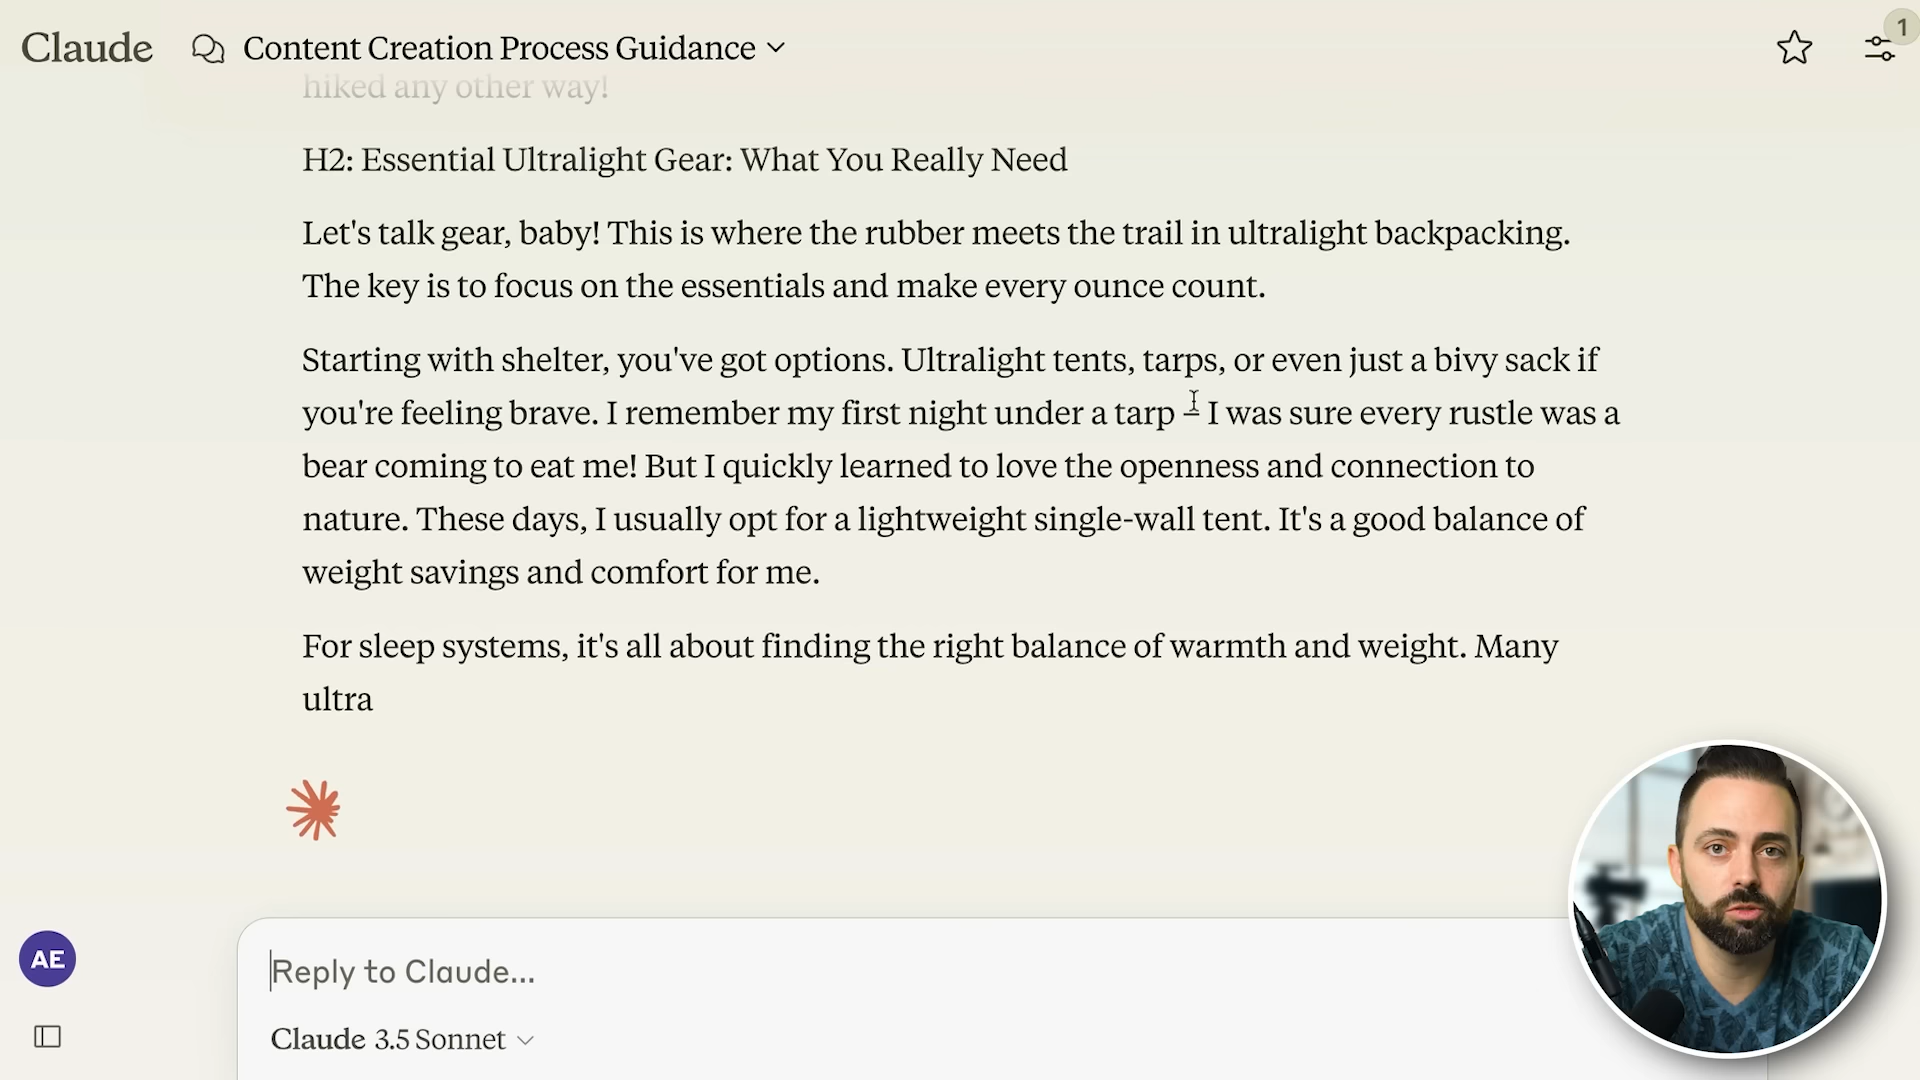 Claude
Content Creation Process Guidance
1
hiked any other way!
H2: Essential Ultralight Gear: What You Really Need
Let's talk gear, baby! This is where the rubber meets the trail in ultralight backpacking.
The key is to focus on the essentials and make every ounce count.
Starting with shelter, you've got options. Ultralight tents, tarps, or even just a bivy sack if
you're feeling brave. I remember my first night under a tarp – I was sure every rustle was a
bear coming to eat me! But I quickly learned to love the openness and connection to
nature. These days, I usually opt for a lightweight single-wall tent. It's a good balance of
weight savings and comfort for me.
For sleep systems, it's all about finding the right balance of warmth and weight. Many
ultra
AE
Reply to Claude...
Claude 3.5 Sonnet